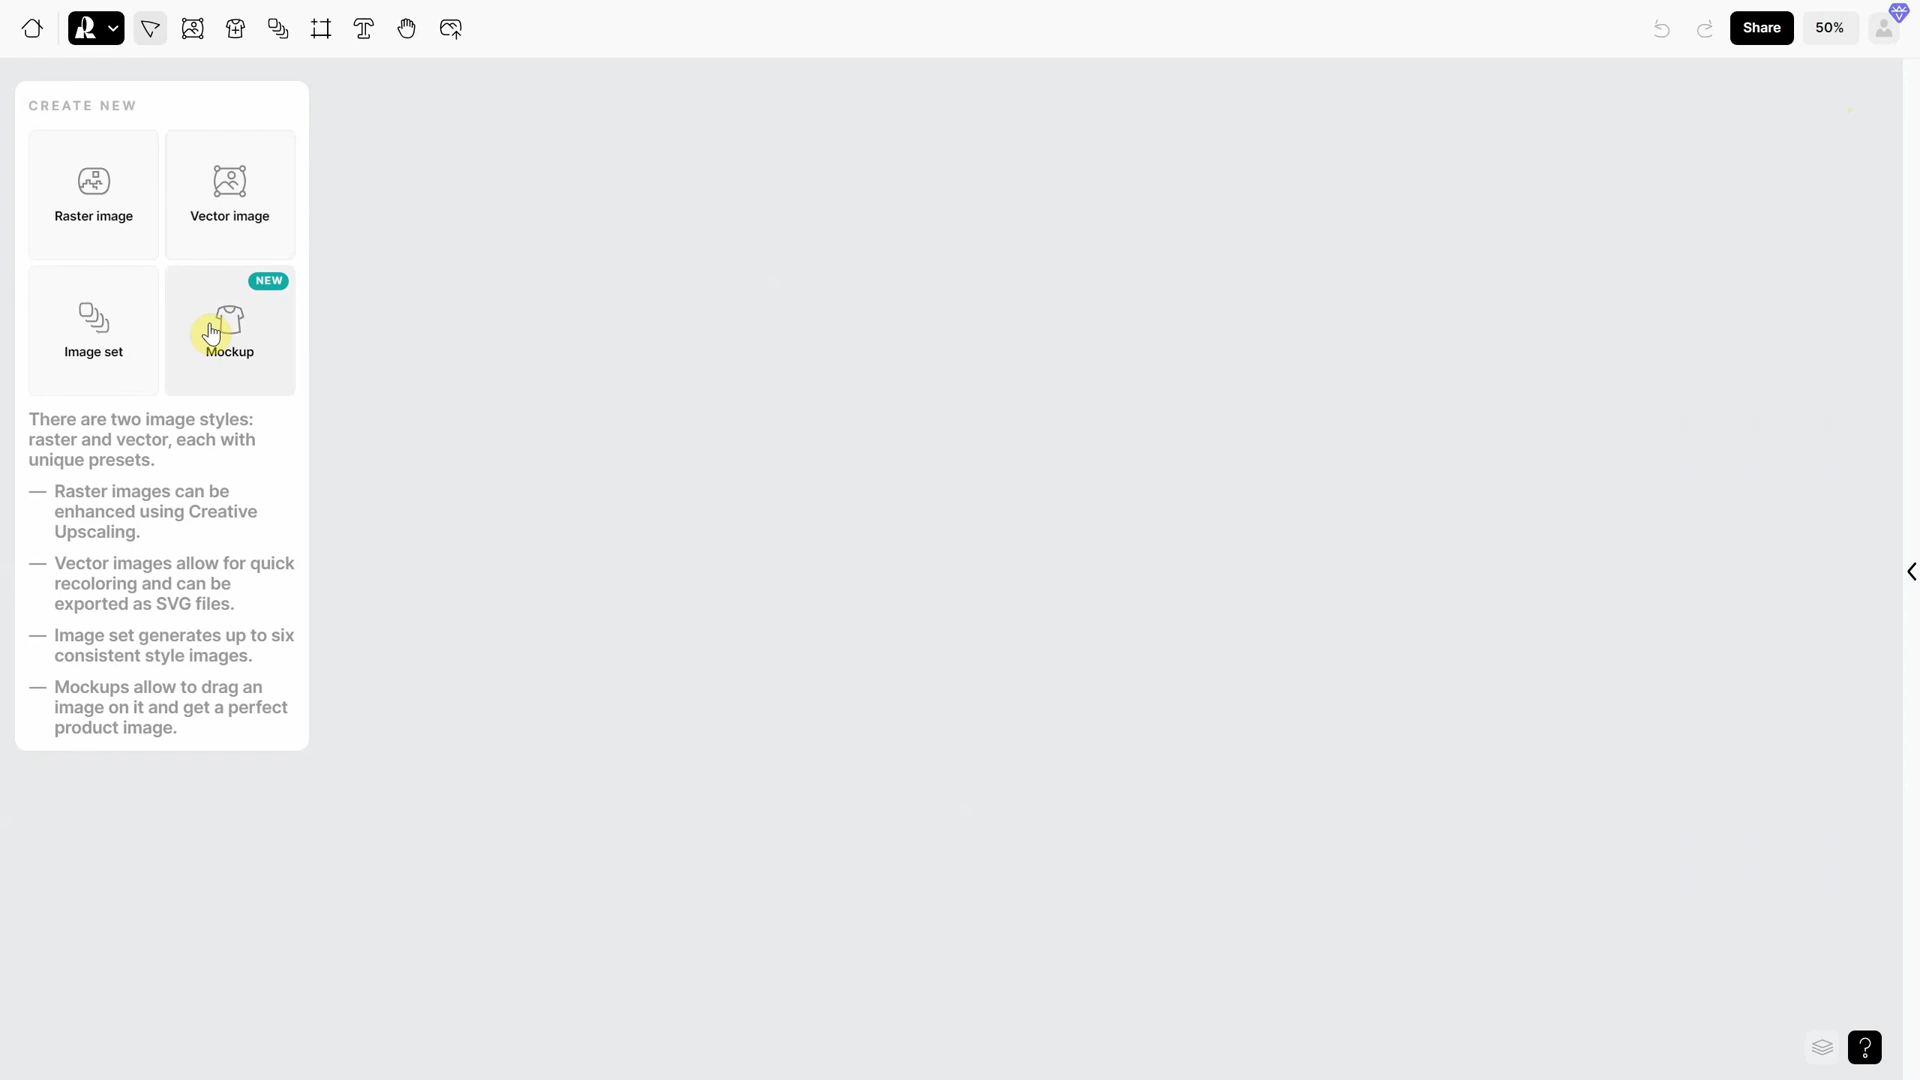 Share
50%
CREATE NEW
Raster image
Vector image
NEW
Image set
Mockup
There are two image styles:
raster and vector, each with
unique presets.
— Raster images can be
enhanced using Creative
Upscaling.
— Vector images allow for quick
recoloring and can be
exported as SVG files.
— Image set generates up to six
consistent style images.
— Mockups allow to drag an
image on it and get a perfect
product image.
?